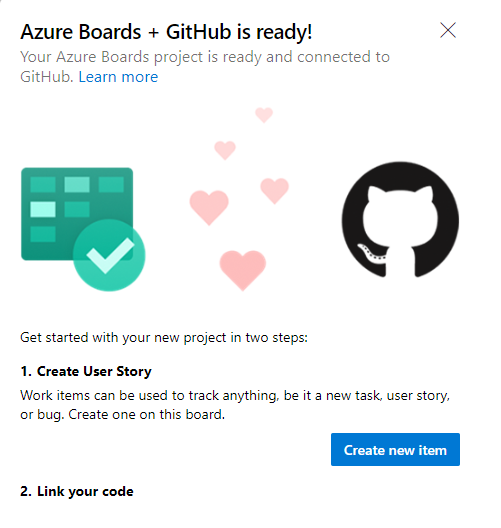 Azure Boards + GitHub is ready!
Your Azure Boards project is ready and connected to
GitHub. Learn more
Get started with your new project in two steps:
1. Create User Story
Work items can be used to track anything, be it a new task, user story,
or bug. Create one on this board.
Create new item
2. Link your code